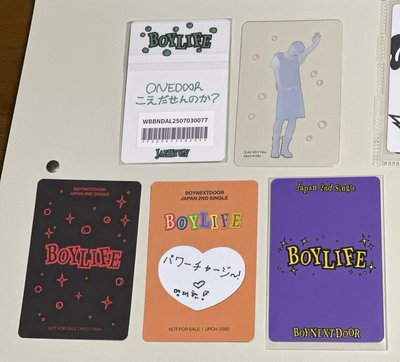 BOYLIFE
ONEDOOR
こえだせんのか？
WBBNDAL2507030077
JAEHYUN
BOYNEXTDOOR
JAPAN 2ND SINGLE
BOYLIFE
NOT FOR SALE / PROJ-1659
BOYNEXTDOOR
JAPAN 2ND SINGLE
BOYLIFE
パワーチャージ〜!
NOT FOR SALE / UPCH-2292
Japan 2nd Single
BOYLIFE
BOYNEXTDOOR